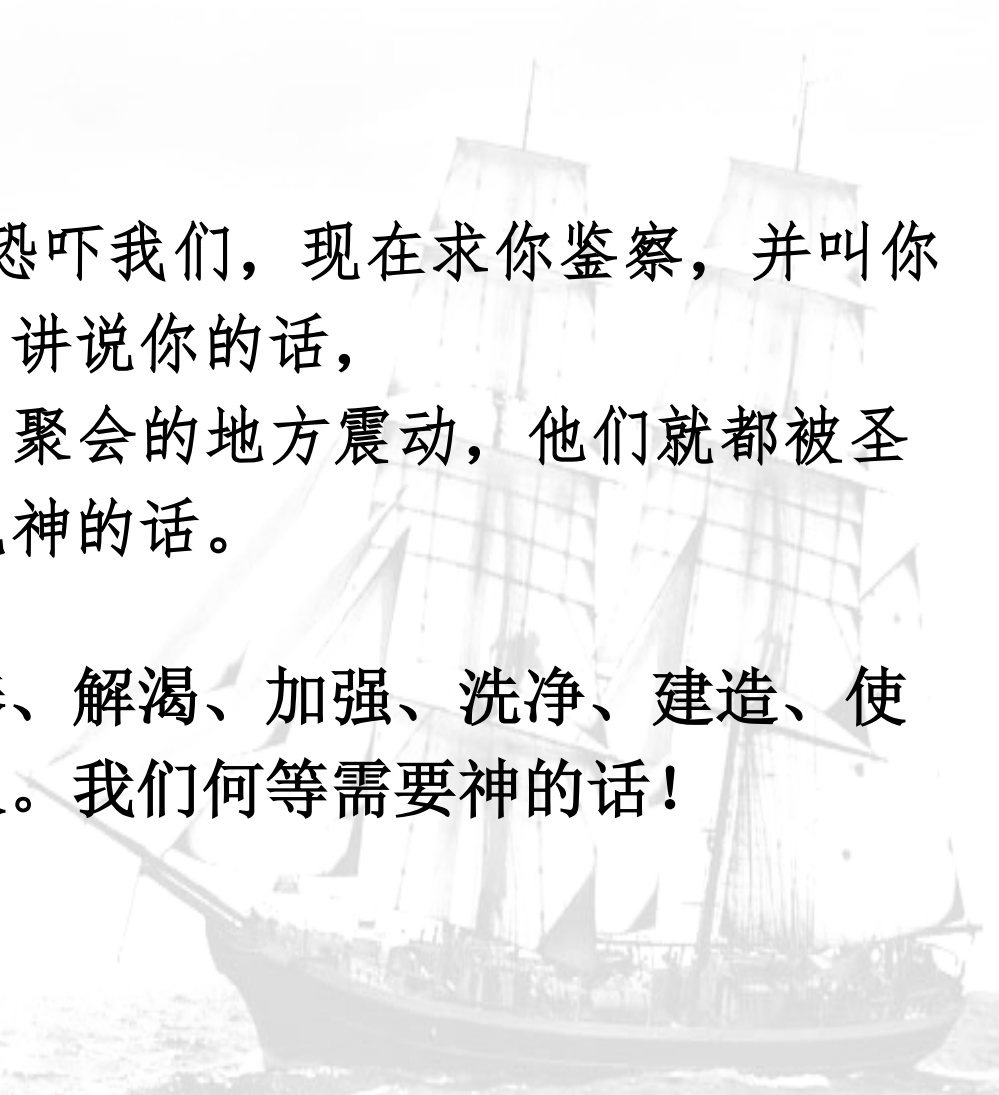 恐吓我们，现在求你鉴察，并叫你
讲说你的话，
聚会的地方震动，他们就都被圣
神的话。
、解渴、加强、洗净、建造、使
。我们何等需要神的话！